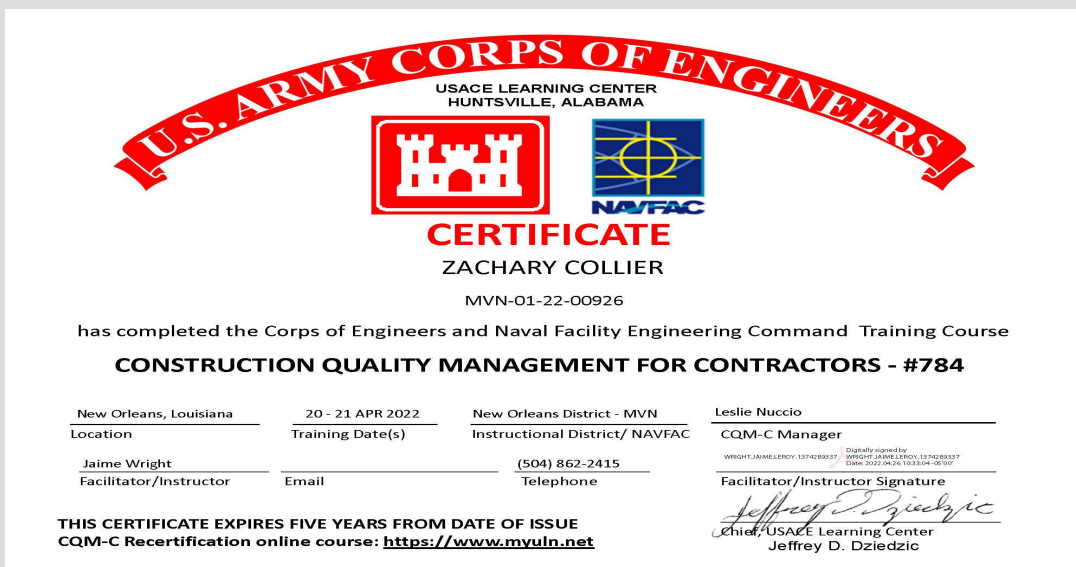 U.S. ARMY CORPS OF ENGINEERS
USACE LEARNING CENTER
HUNTSVILLE, ALABAMA
NAVFAC
CERTIFICATE
ZACHARY COLLIER
MVN-01-22-00926
has completed the Corps of Engineers and Naval Facility Engineering Command Training Course
CONSTRUCTION QUALITY MANAGEMENT FOR CONTRACTORS - #784
New Orleans, Louisiana 20 - 21 APR 2022 New Orleans District - MVN Leslie Nuccio
Location Training Date(s) Instructional District/ NAVFAC CQM-C Manager
WRIGHT.JAIME.LEROY.1374289337 Digitally signed by
WRIGHT.JAIME.LEROY.1374289337
Date: 2022.04.26 10:33:04 -05'00'
Jaime Wright (504) 862-2415
Facilitator/Instructor Email Telephone Facilitator/Instructor Signature
Jeffrey D. Dziedzic
Chief, USACE Learning Center
Jeffrey D. Dziedzic
THIS CERTIFICATE EXPIRES FIVE YEARS FROM DATE OF ISSUE
CQM-C Recertification online course: https://www.myuln.net